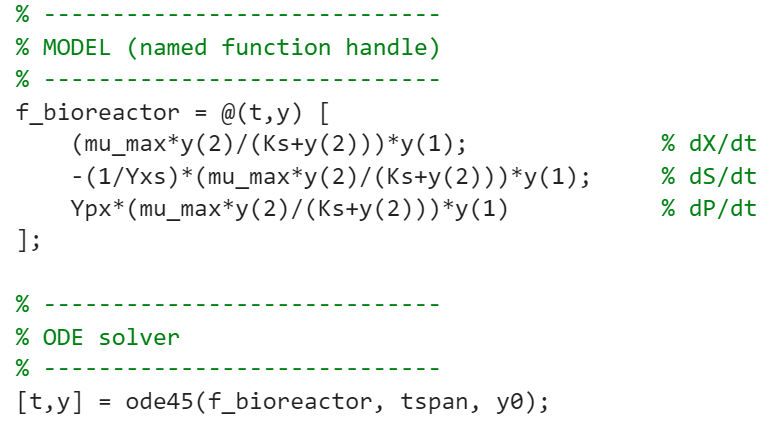 % -----------------------------
% MODEL (named function handle)
% -----------------------------
f_bioreactor = @(t,y) [
    (mu_max*y(2)/(Ks+y(2)))*y(1);              % dX/dt
    -(1/Yxs)*(mu_max*y(2)/(Ks+y(2)))*y(1);     % dS/dt
    Ypx*(mu_max*y(2)/(Ks+y(2)))*y(1)           % dP/dt
];
% -----------------------------
% ODE solver
% -----------------------------
[t,y] = ode45(f_bioreactor, tspan, y0);